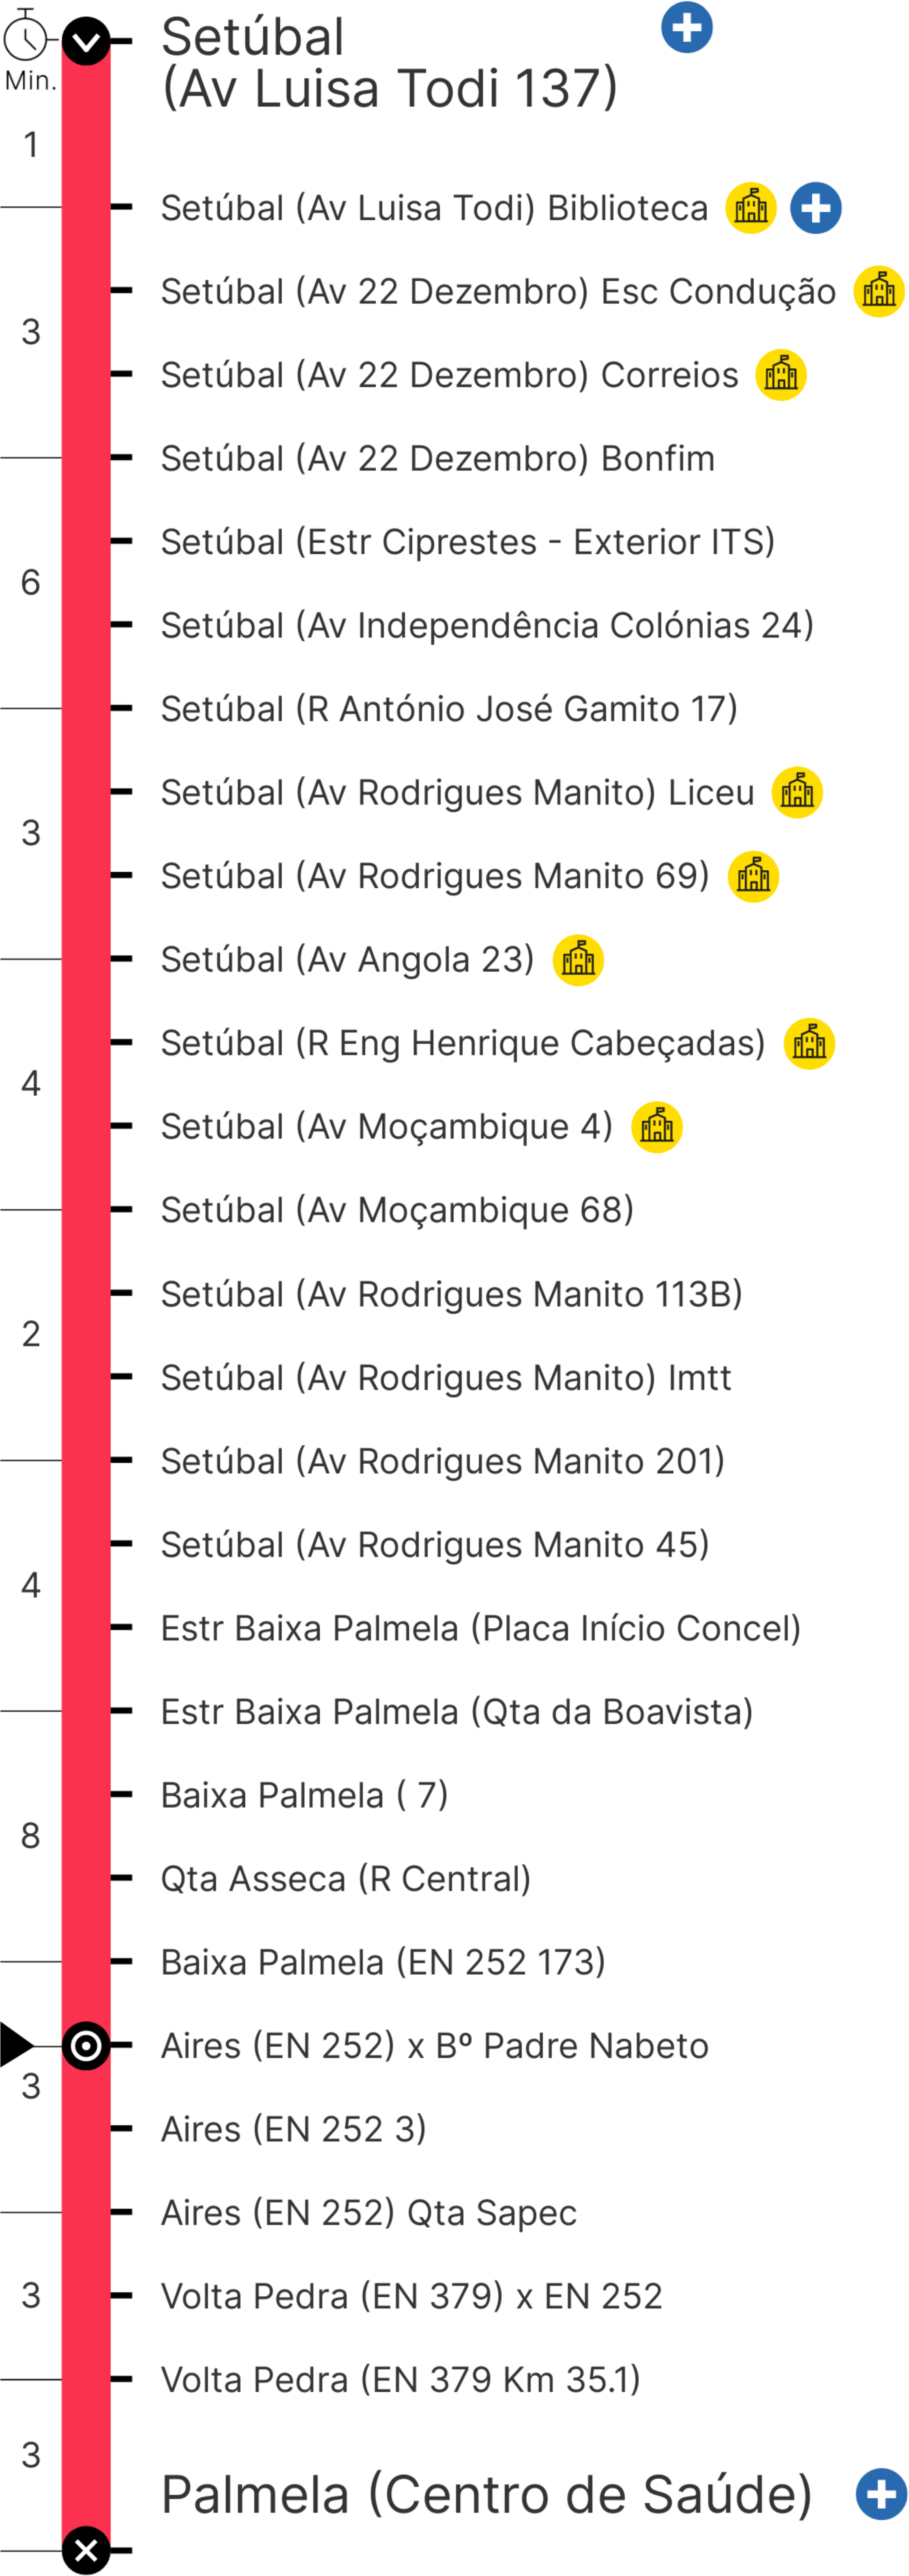 Setúbal
(Av Luisa Todi 137)
Min.
1
Setúbal (Av Luisa Todi) Biblioteca
Setúbal (Av 22 Dezembro) Esc Condução
3
Setúbal (Av 22 Dezembro) Correios
Setúbal (Av 22 Dezembro) Bonfim
Setúbal (Estr Ciprestes - Exterior ITS)
6
Setúbal (Av Independência Colónias 24)
Setúbal (R António José Gamito 17)
Setúbal (Av Rodrigues Manito) Liceu
3
Setúbal (Av Rodrigues Manito 69)
Setúbal (Av Angola 23)
Setúbal (R Eng Henrique Cabeçadas)
4
Setúbal (Av Moçambique 4)
Setúbal (Av Moçambique 68)
Setúbal (Av Rodrigues Manito 113B)
2
Setúbal (Av Rodrigues Manito) Imtt
Setúbal (Av Rodrigues Manito 201)
Setúbal (Av Rodrigues Manito 45)
4
Estr Baixa Palmela (Placa Início Concel)
Estr Baixa Palmela (Qta da Boavista)
Baixa Palmela ( 7)
8
Qta Asseca (R Central)
Baixa Palmela (EN 252 173)
Aires (EN 252) x Bº Padre Nabeto
3
Aires (EN 252 3)
Aires (EN 252) Qta Sapec
3
Volta Pedra (EN 379) x EN 252
Volta Pedra (EN 379 Km 35.1)
3
Palmela (Centro de Saúde)